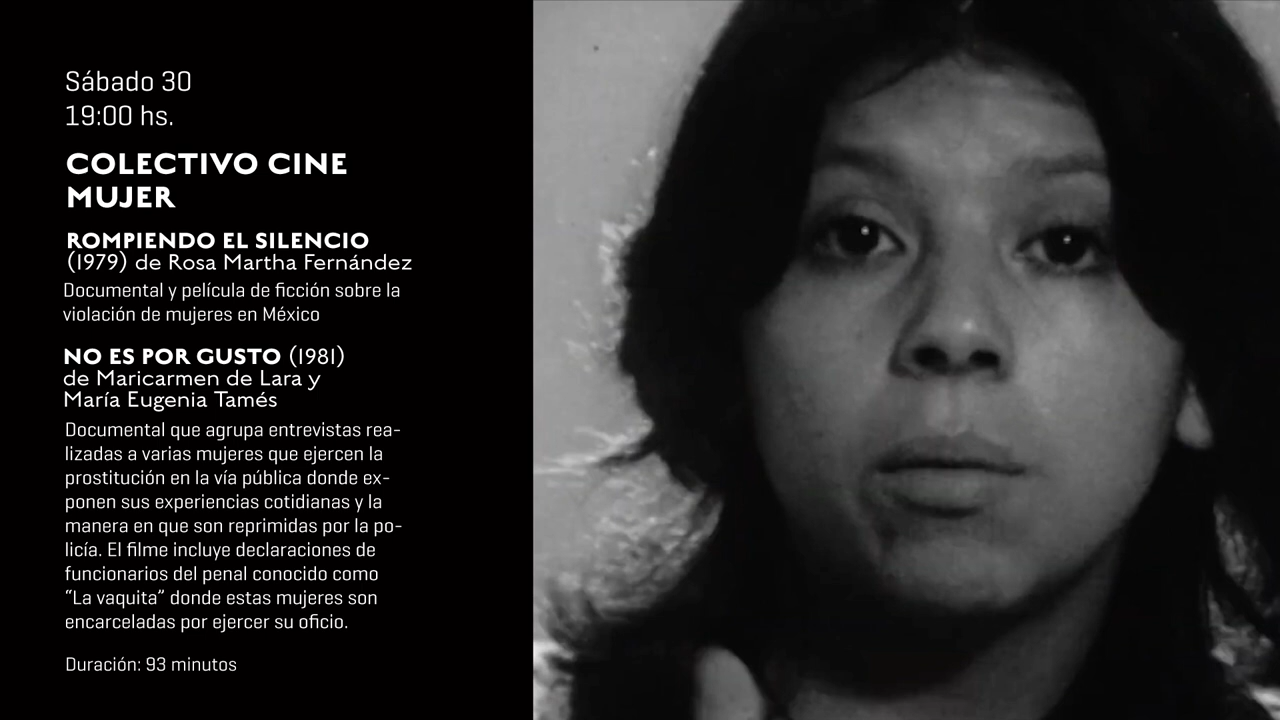 Sábado 30
19:00 hs.
COLECTIVO CINE
MUJER
ROMPIENDO EL SILENCIO
(1979) de Rosa Martha Fernández
Documental y película de ficción sobre la
violación de mujeres en México
NO ES POR GUSTO (1981)
de Maricarmen de Lara y
María Eugenia Tamés
Documental que agrupa entrevistas rea-
lizadas a varias mujeres que ejercen la
prostitución en la vía pública donde ex-
ponen sus experiencias cotidianas y la
manera en que son reprimidas por la po-
licía. El filme incluye declaraciones de
funcionarios del penal conocido como
“La vaquita” donde estas mujeres son
encarceladas por ejercer su oficio.
Duración: 93 minutos